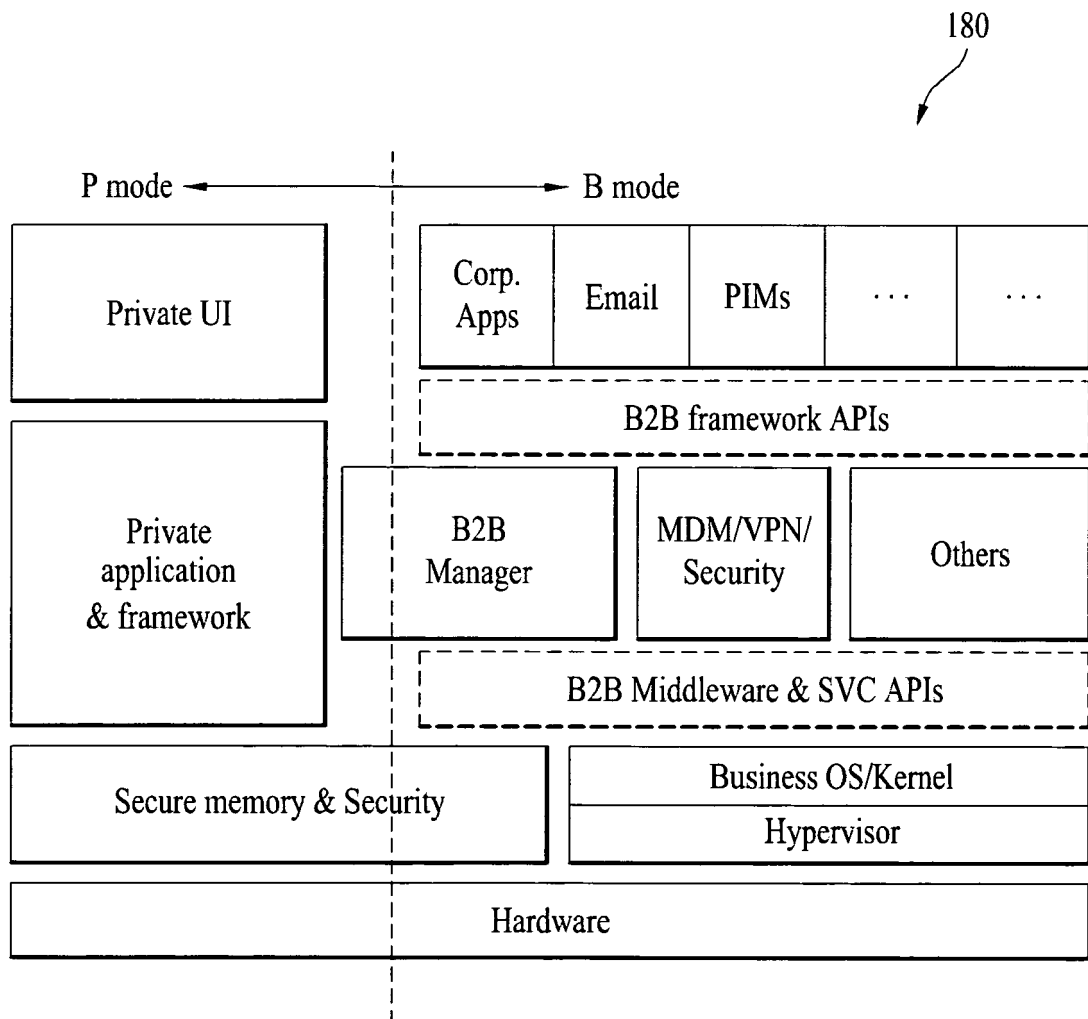 180
P mode
B mode
Private UI
Corp.
Apps
Email
PIMs
...
...
B2B framework APIs
Private
application
& framework
B2B
Manager
MDM/VPN/
Security
Others
B2B Middleware & SVC APIs
Secure memory & Security
Business OS/Kernel
Hypervisor
Hardware